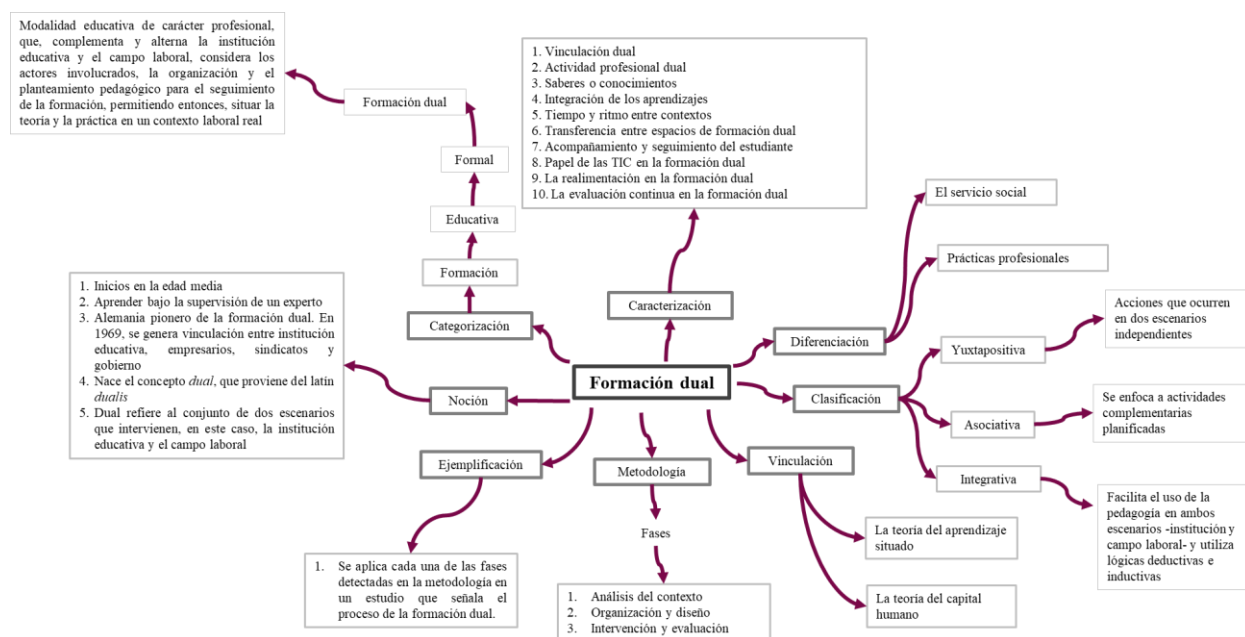 Modalidad educativa de carácter profesional,
que, complementa y alterna la institución
educativa y el campo laboral, considera los
actores involucrados, la organización y el
planteamiento pedagógico para el seguimiento
de la formación, permitiendo entonces, situar la
teoría y la práctica en un contexto laboral real
Formación dual
Formal
Educativa
Formación
Categorización
1. Vinculación dual
2. Actividad profesional dual
3. Saberes o conocimientos
4. Integración de los aprendizajes
5. Tiempo y ritmo entre contextos
6. Transferencia entre espacios de formación dual
7. Acompañamiento y seguimiento del estudiante
8. Papel de las TIC en la formación dual
9. La realimentación en la formación dual
10. La evaluación continua en la formación dual
Caracterización
El servicio social
Prácticas profesionales
Diferenciación
Acciones que ocurren
en dos escenarios
independientes
Yuxtapositiva
Clasificación
Se enfoca a actividades
complementarias
planificadas
Asociativa
Integrativa
Facilita el uso de la
pedagogía en ambos
escenarios -institución y
campo laboral- y utiliza
lógicas deductivas e
inductivas
Formación dual
1. Inicios en la edad media
2. Aprender bajo la supervisión de un experto
3. Alemania pionero de la formación dual. En
1969, se genera vinculación entre institución
educativa, empresarios, sindicatos y
gobierno
4. Nace el concepto dual, que proviene del latín
dualis
5. Dual refiere al conjunto de dos escenarios
que intervienen, en este caso, la institución
educativa y el campo laboral
Noción
Ejemplificación
1. Se aplica cada una de las fases
detectadas en la metodología en
un estudio que señala el
proceso de la formación dual.
Metodología
Fases
1. Análisis del contexto
2. Organización y diseño
3. Intervención y evaluación
Vinculación
La teoría del aprendizaje
situado
La teoría del capital
humano